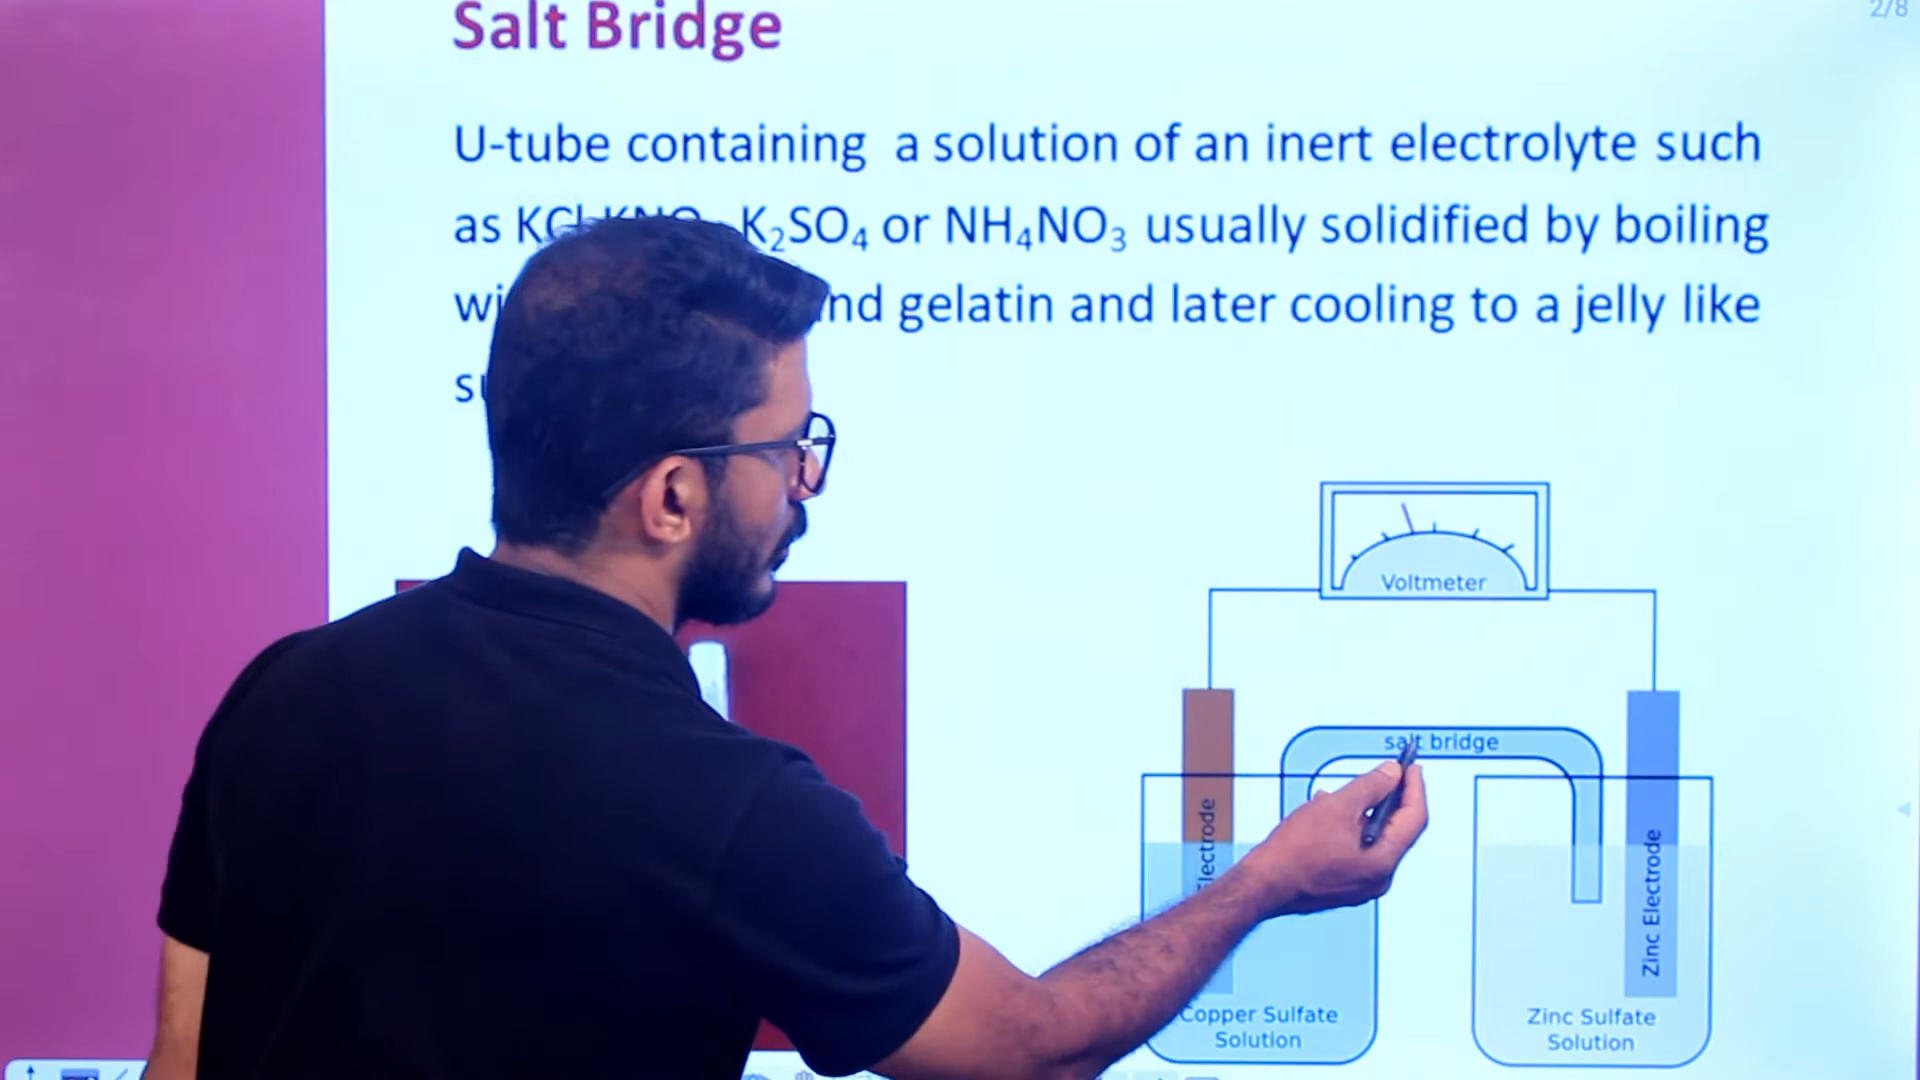 2/8
Salt Bridge
U-tube containing a solution of an inert electrolyte such
as K₂SO₄ or NH₄NO₃ usually solidified by boiling
gelatin and later cooling to a jelly like
Voltmeter
salt bridge
Zinc Electrode
Copper Sulfate
Solution
Zinc Sulfate
Solution